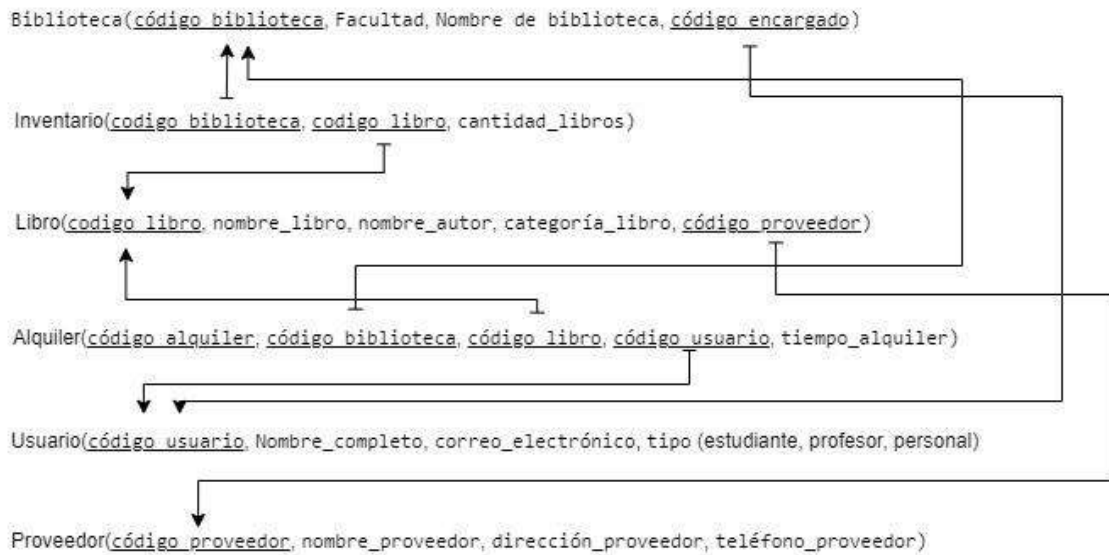 Biblioteca(código biblioteca, Facultad, Nombre de biblioteca, código encargado)
Inventario(codigo biblioteca, codigo libro, cantidad_libros)
Libro(codigo libro, nombre_libro, nombre_autor, categoría_libro, código proveedor)
Alquiler(código alquiler, código biblioteca, código libro, código usuario, tiempo_alquiler)
Usuario(código usuario, Nombre_completo, correo_electrónico, tipo (estudiante, profesor, personal)
Proveedor(código proveedor, nombre_proveedor, dirección_proveedor, teléfono_proveedor)